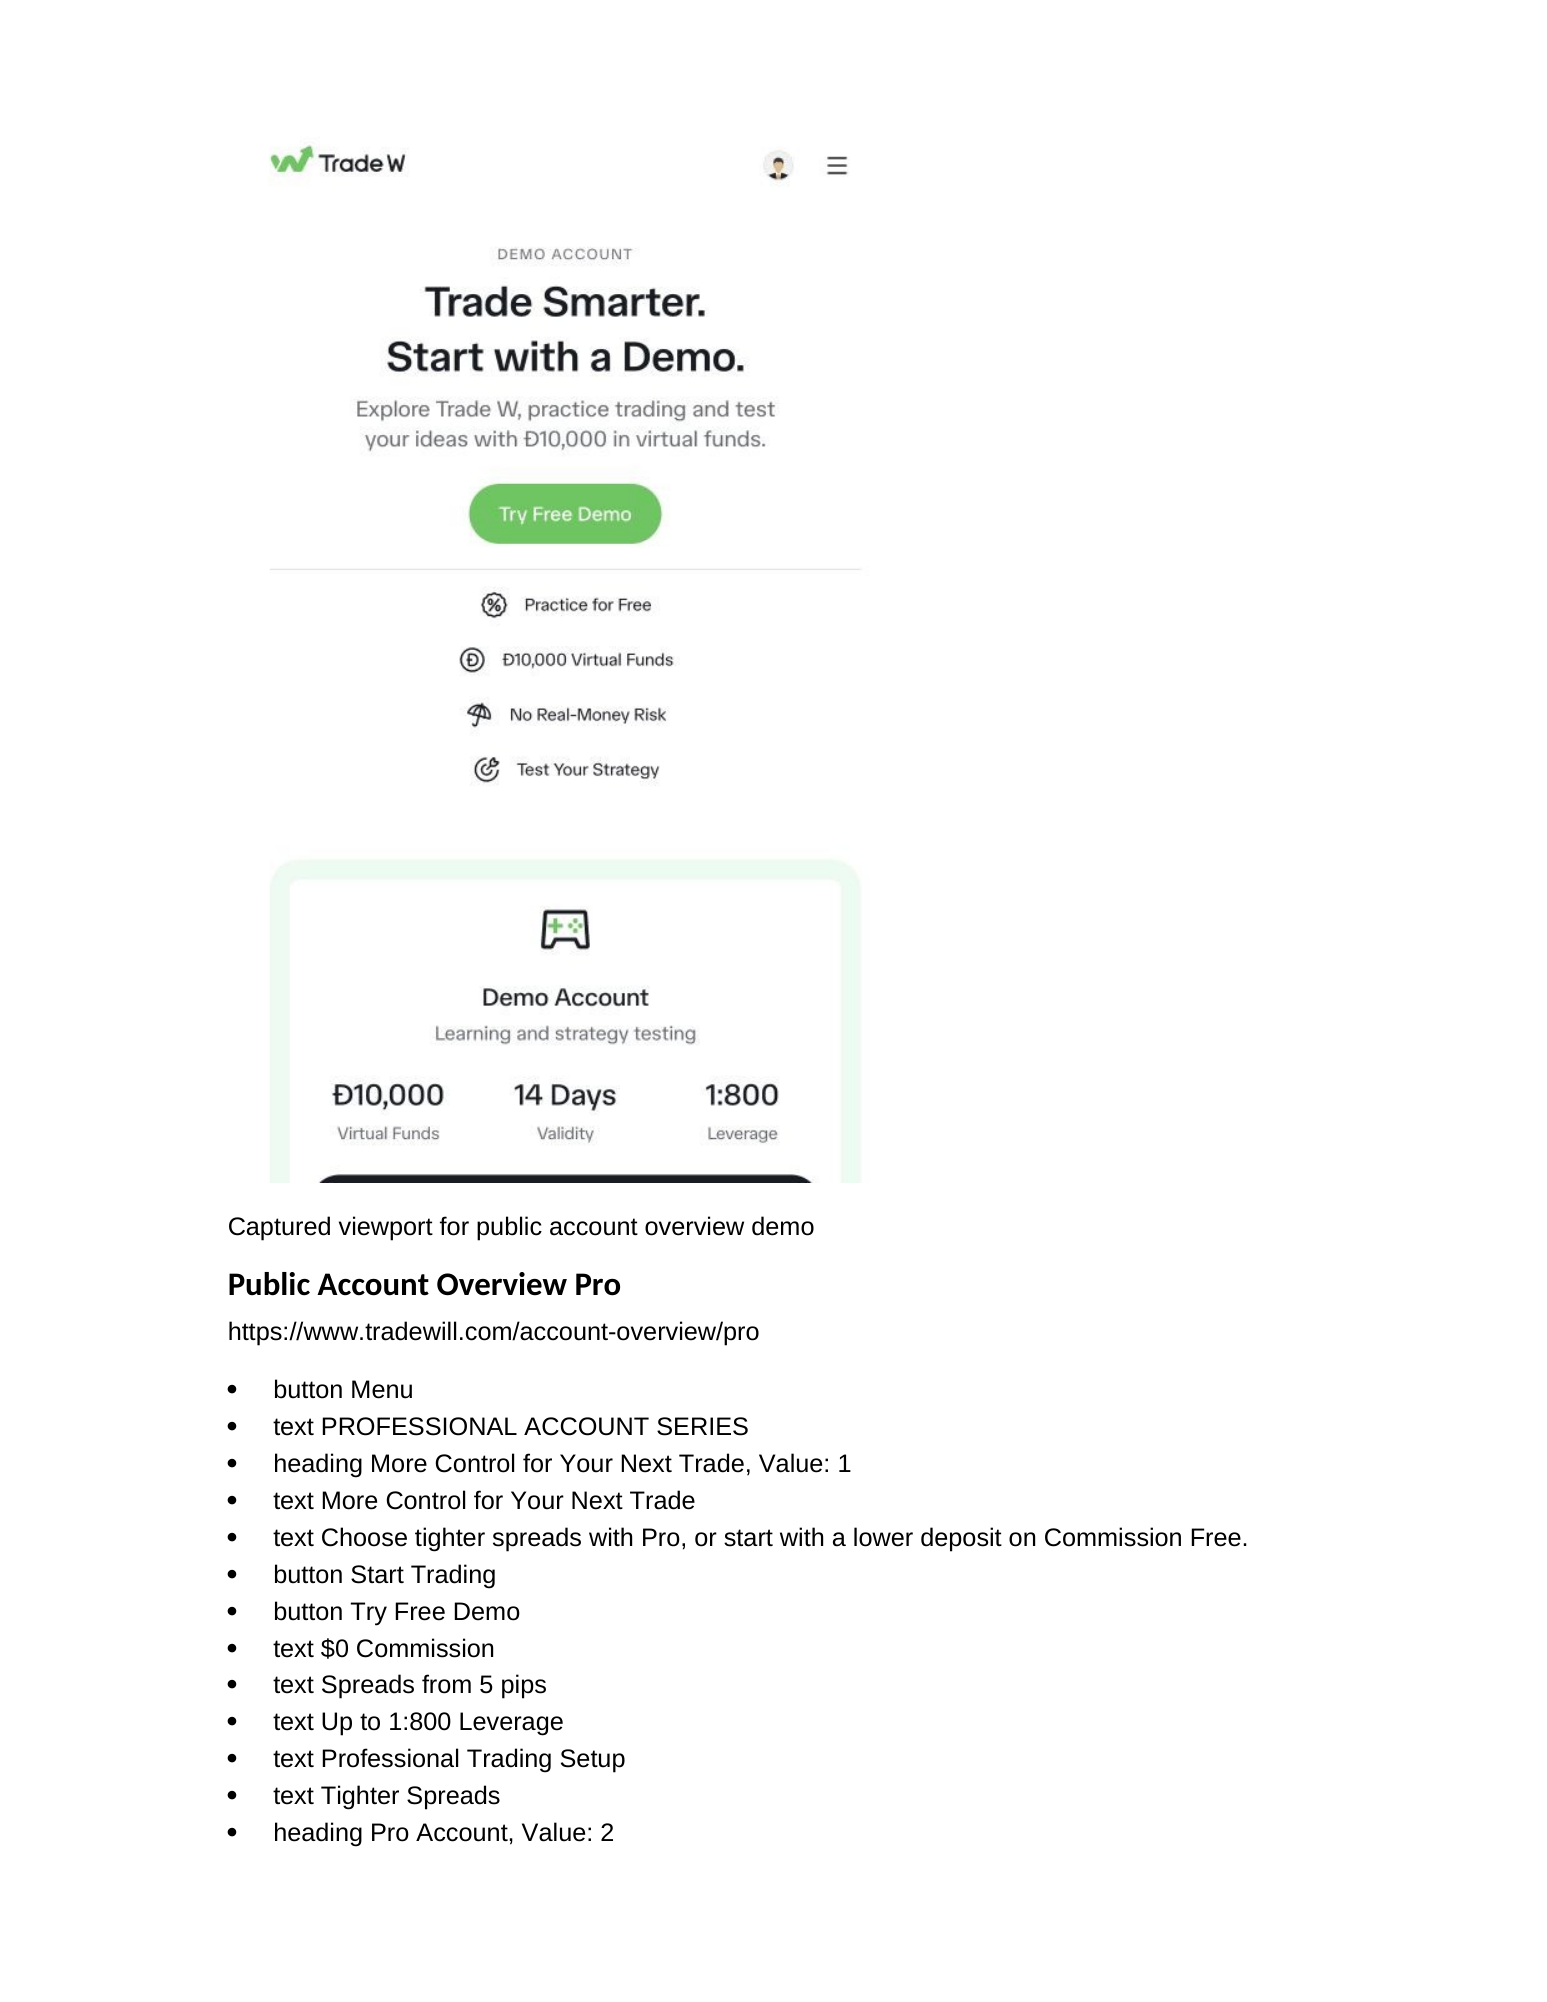 Trade W
DEMO ACCOUNT
Trade Smarter.
Start with a Demo.
Explore Trade W, practice trading and test
your ideas with Đ10,000 in virtual funds.
Try Free Demo
Practice for Free
Đ10,000 Virtual Funds
No Real-Money Risk
Test Your Strategy
Demo Account
Learning and strategy testing
Đ10,000 14 Days 1:800
Virtual Funds Validity Leverage
Captured viewport for public account overview demo
Public Account Overview Pro
https://www.tradewill.com/account-overview/pro
• button Menu
• text PROFESSIONAL ACCOUNT SERIES
• heading More Control for Your Next Trade, Value: 1
• text More Control for Your Next Trade
• text Choose tighter spreads with Pro, or start with a lower deposit on Commission Free.
• button Start Trading
• button Try Free Demo
• text $0 Commission
• text Spreads from 5 pips
• text Up to 1:800 Leverage
• text Professional Trading Setup
• text Tighter Spreads
• heading Pro Account, Value: 2